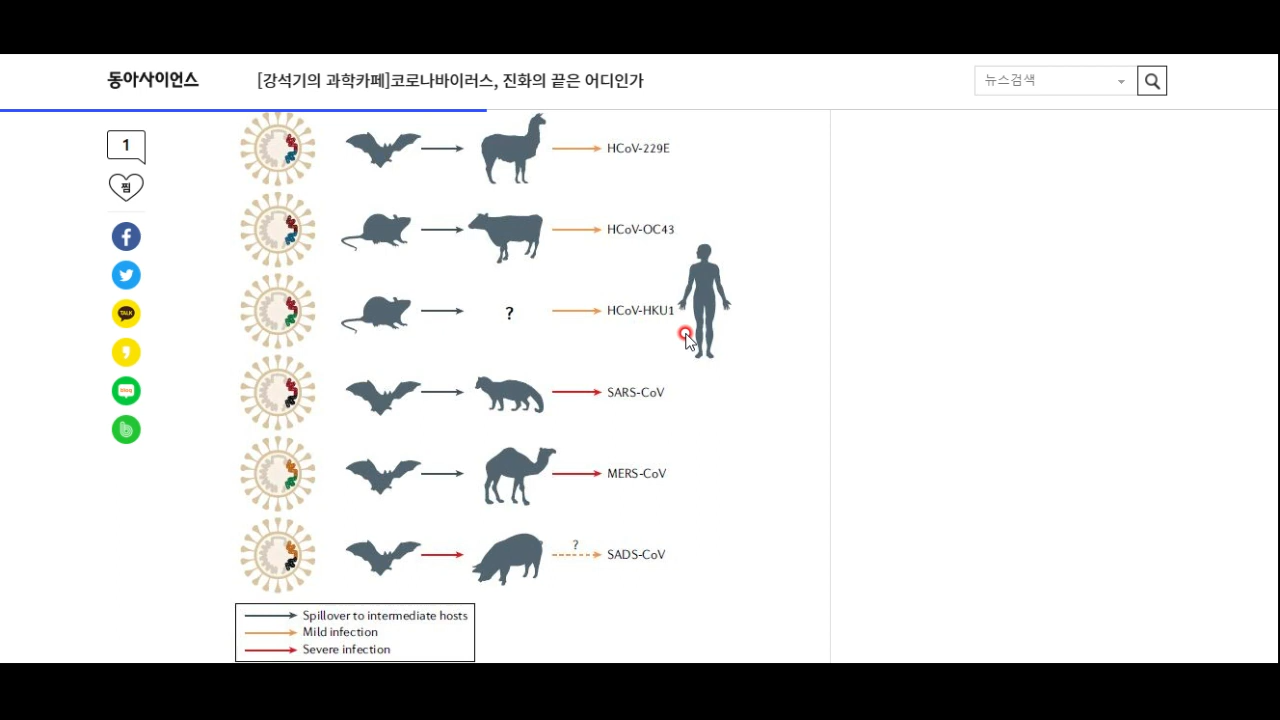 동아사이언스
[강석기의 과학카페]코로나바이러스, 진화의 끝은 어디인가
뉴스검색
1
찜
TALK
HCoV-229E
HCoV-OC43
?
HCoV-HKU1
SARS-CoV
MERS-CoV
?
SADS-CoV
Spillover to intermediate hosts
Mild infection
Severe infection